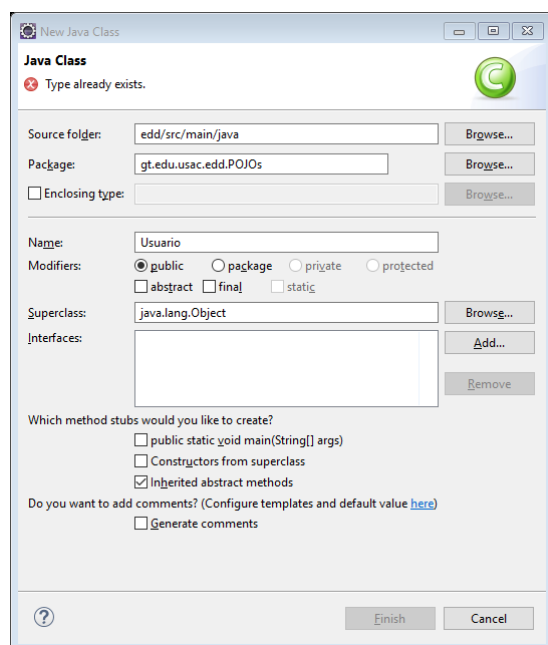 New Java Class
Java Class
Type already exists.
C
Source folder: edd/src/main/java Browse...
Package: gt.edu.usac.edd.POJOs Browse...
Enclosing type: Browse...
Name: Usuario
Modifiers: public package private protected
abstract final static
Superclass: java.lang.Object Browse...
Interfaces: Add...
Remove
Which method stubs would you like to create?
public static void main(String[] args)
Constructors from superclass
Inherited abstract methods
Do you want to add comments? (Configure templates and default value here)
Generate comments
? Finish Cancel